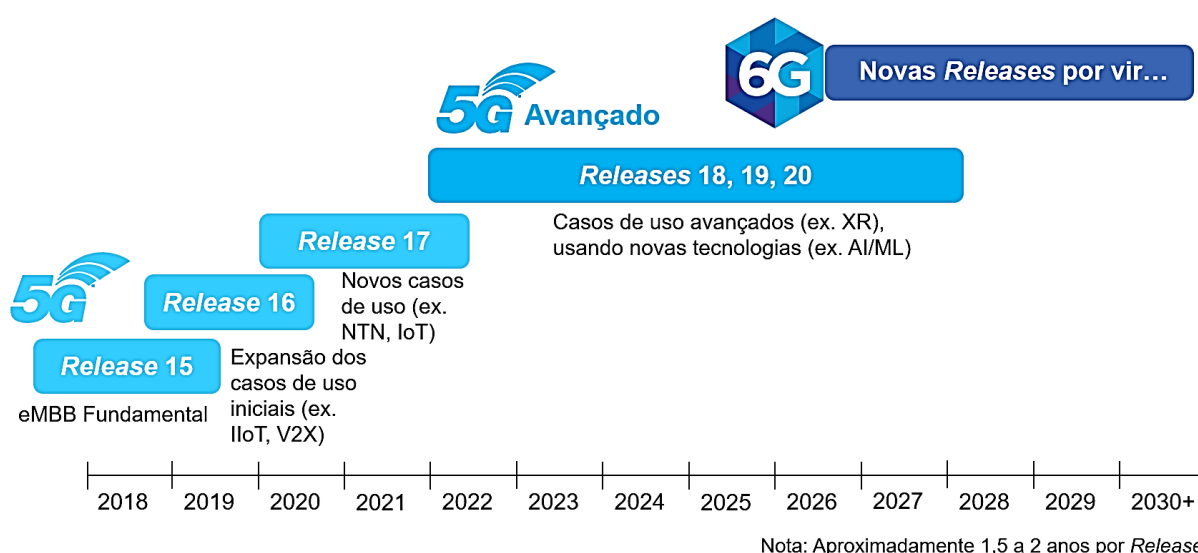 6G
Novas Releases por vir...
5G Avançado
Releases 18, 19, 20
Casos de uso avançados (ex. XR),
usando novas tecnologias (ex. AI/ML)
Release 17
Novos casos
de uso (ex.
NTN, IoT)
5G
Release 16
Expansão dos
casos de uso
iniciais (ex.
IIoT, V2X)
Release 15
eMBB Fundamental
2018 2019 2020 2021 2022 2023 2024 2025 2026 2027 2028 2029 2030+
Nota: Aproximadamente 1,5 a 2 anos por Release